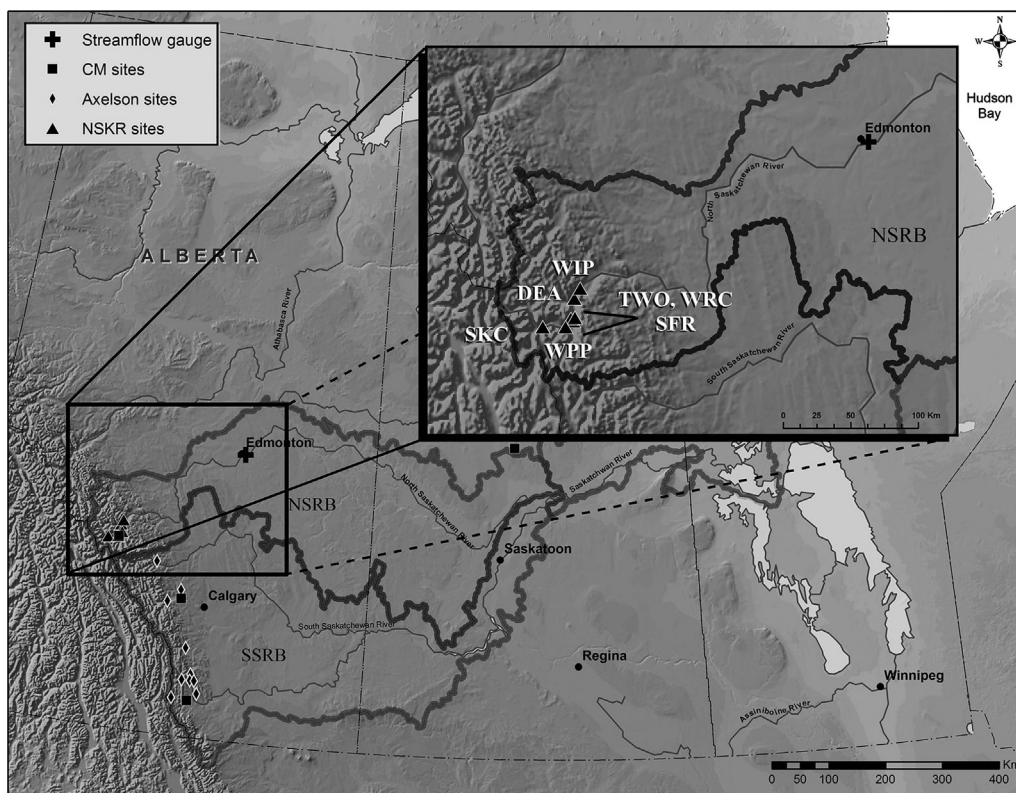 Streamflow gauge
CM sites
Axelson sites
NSKR sites
N
W E
S
Hudson
Bay
Edmonton
North Saskatchewan River
NSRB
WIP
DEA
TWO, WRC
SFR
SKC
WPP
South Saskatchewan River
0 25 50 100 Km
ALBERTA
Athabasca River
Edmonton
NSRB
North Saskatchewan River
Saskatchwan River
Saskatoon
Calgary
South Saskatchewan River
SSRB
Regina
Winnipeg
Assiniboine River
0 50 100 200 300 400
Km